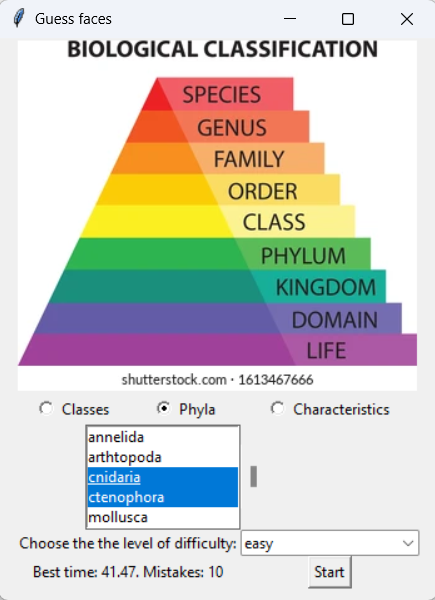 Guess faces
BIOLOGICAL CLASSIFICATION
SPECIES
GENUS
FAMILY
ORDER
CLASS
PHYLUM
KINGDOM
DOMAIN
LIFE
shutterstock.com · 1613467666
Classes Phyla Characteristics
annelida
arthtopoda
cnidaria
ctenophora
mollusca
Choose the the level of difficulty: easy
Best time: 41.47. Mistakes: 10 Start